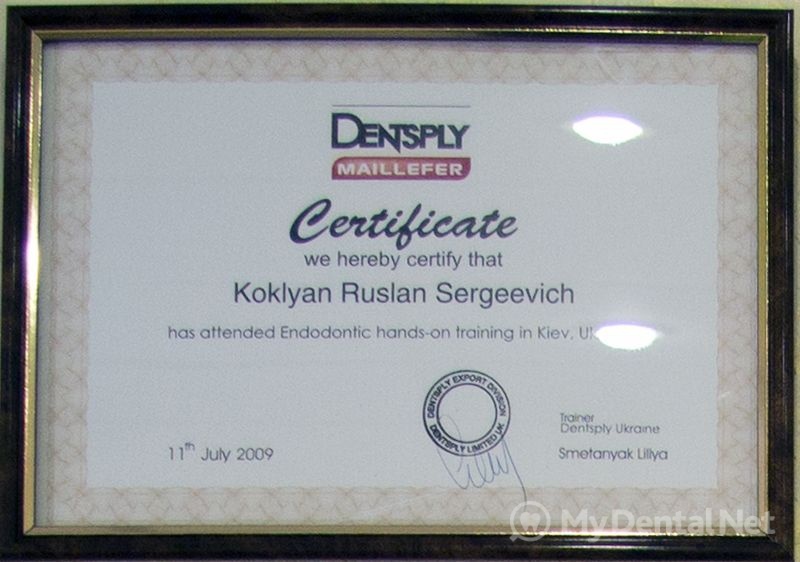 DENTSPLY
MAILLEFER
Certificate
we hereby certify that
Koklyan Ruslan Sergeevich
has attended Endodontic hands-on training in Kiev,
DENTSPLY EXPORT DIVISION
DENTSPLY LIMITED UK
Trainer
Dentsply Ukraine
11th July 2009
Smetanyak Lillya
MyDentalNet